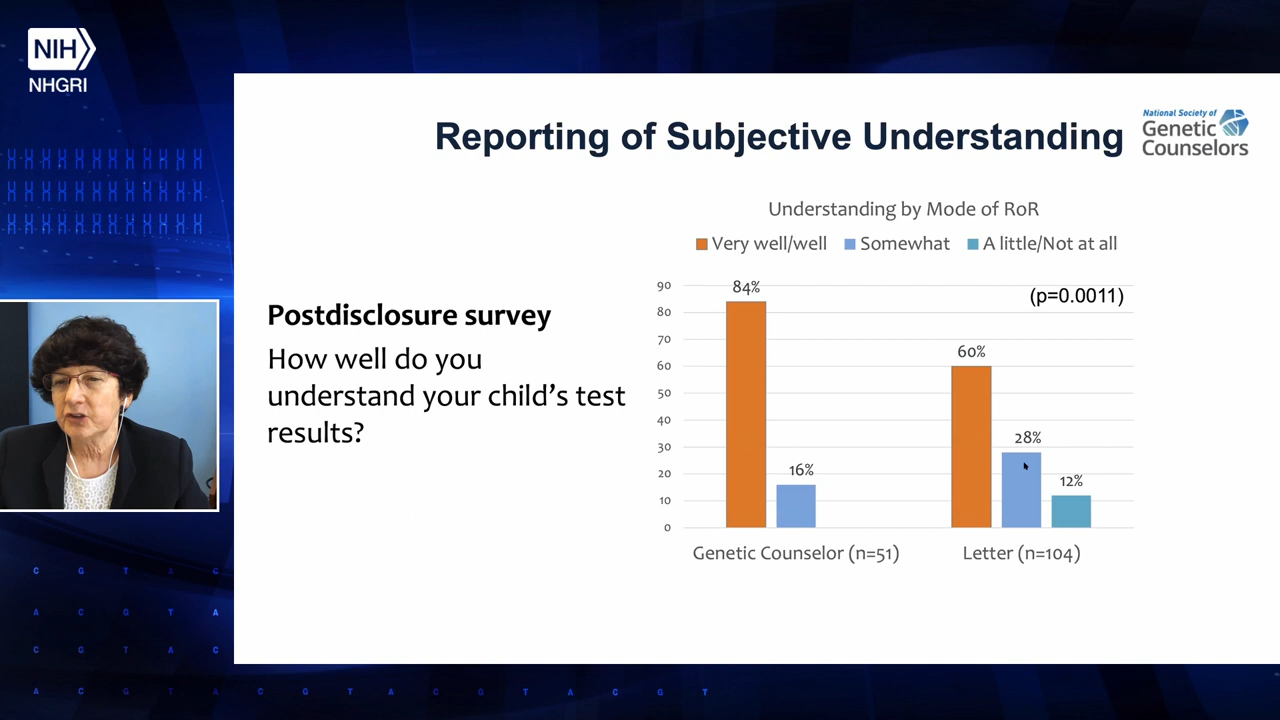 NIH
NHGRI
Reporting of Subjective Understanding
National Society of
Genetic
Counselors
Understanding by Mode of RoR
Very well/well
Somewhat
A little/Not at all
Postdisclosure survey
How well do you
understand your child’s test
results?
(p=0.0011)
90
80
70
60
50
40
30
20
10
0
84%
16%
60%
28%
12%
Genetic Counselor (n=51)
Letter (n=104)
C G T A C
A C G T A
C G T A C
A C G T A C G T A C G T A C G T